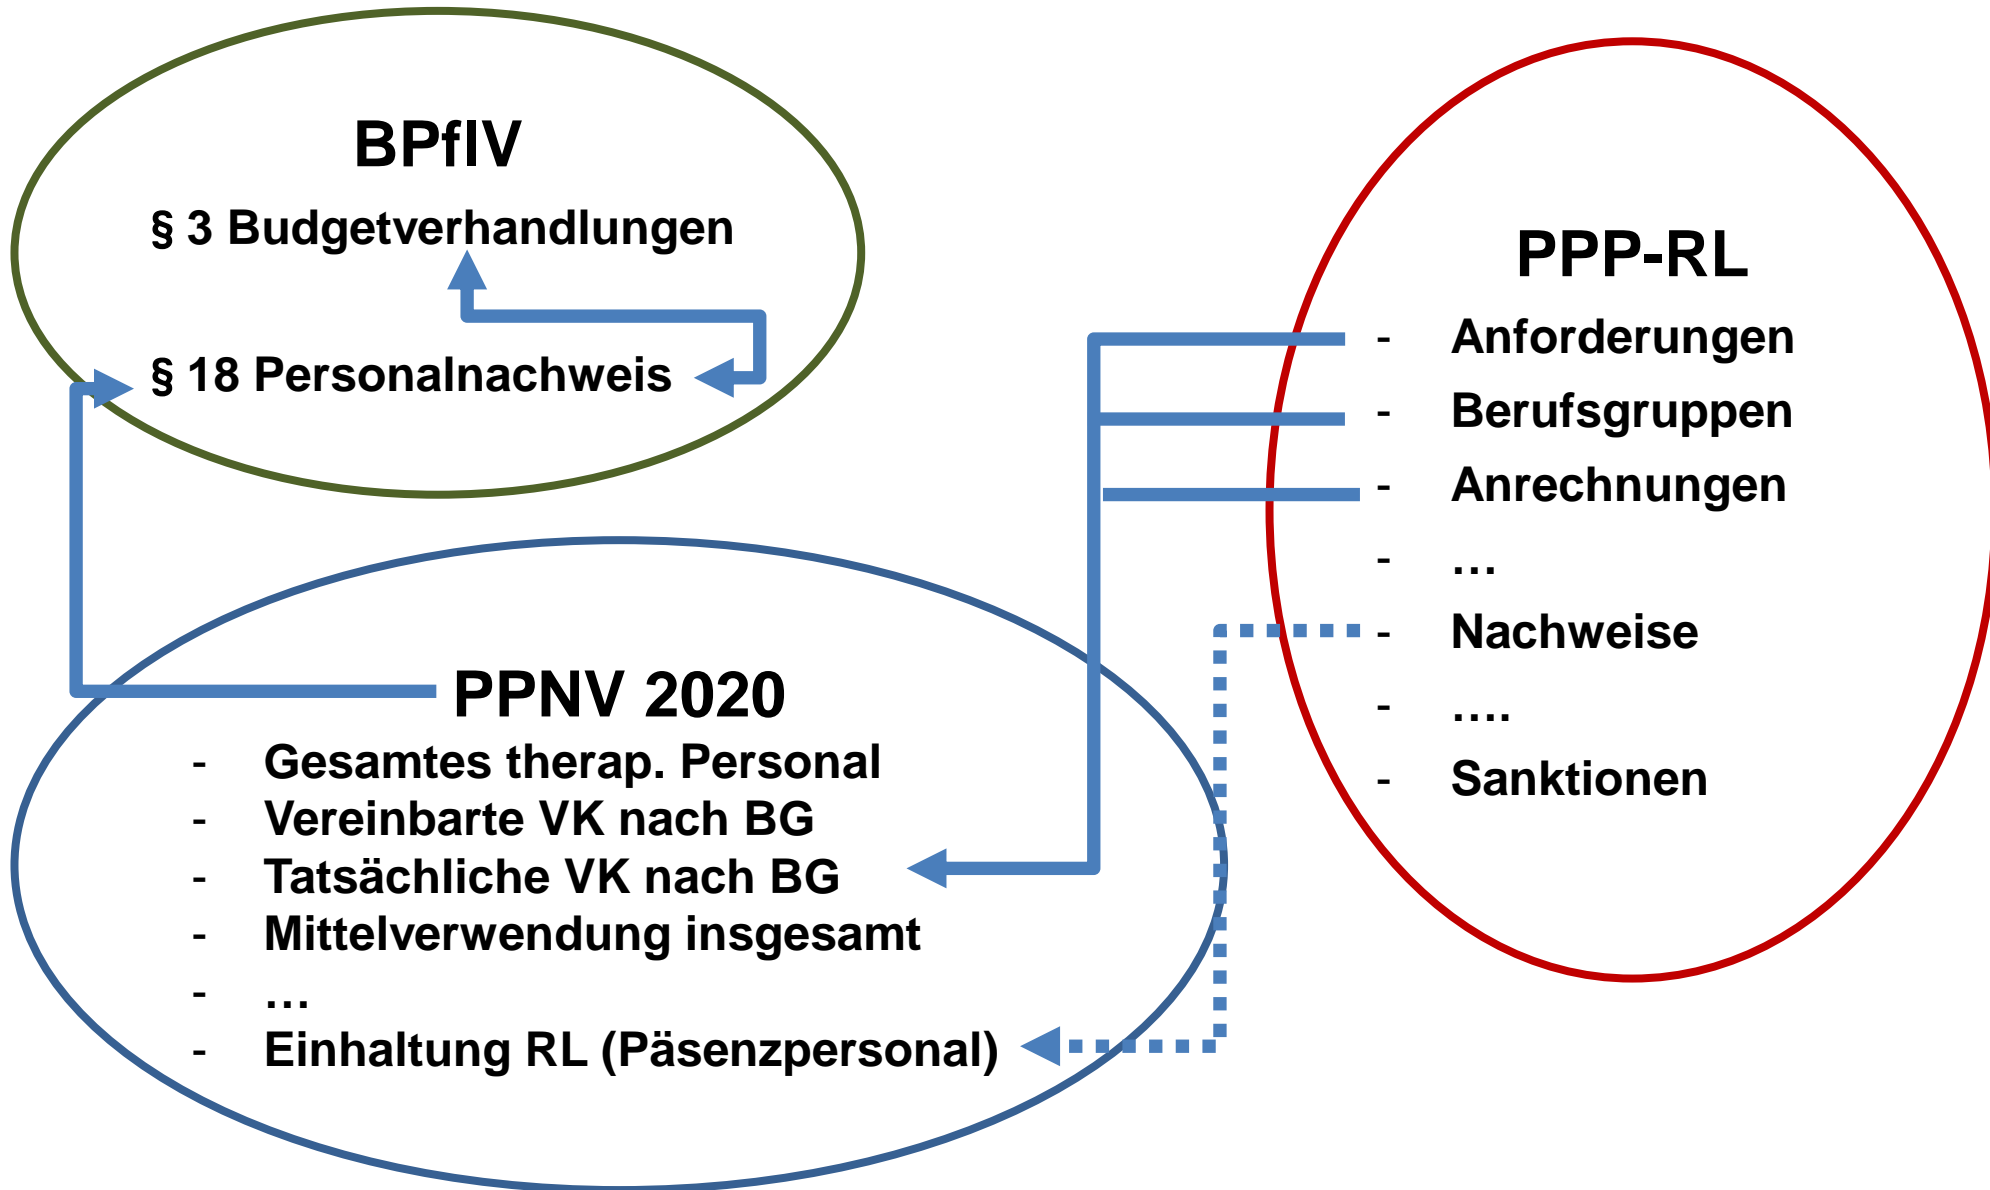 BPflV
§ 3 Budgetverhandlungen
§ 18 Personalnachweis
PPP-RL
- Anforderungen
- Berufsgruppen
- Anrechnungen
- …
- Nachweise
- ….
- Sanktionen
PPNV 2020
- Gesamtes therap. Personal
- Vereinbarte VK nach BG
- Tatsächliche VK nach BG
- Mittelverwendung insgesamt
- …
- Einhaltung RL (Päsenzpersonal)